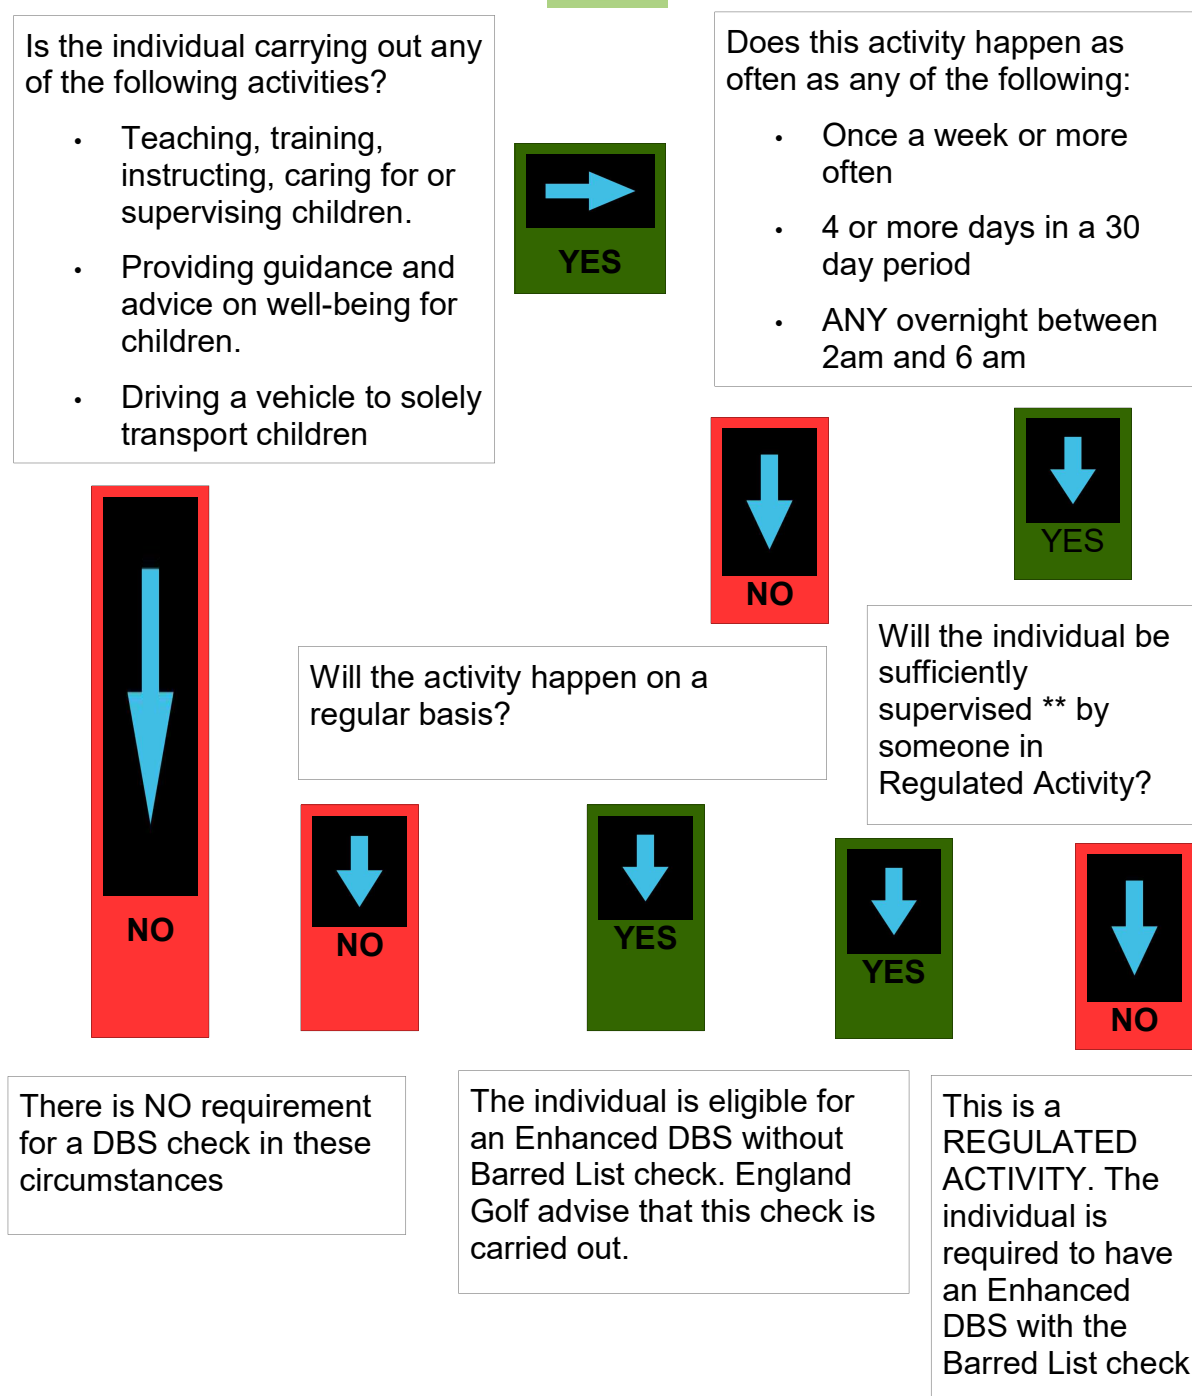 Is the individual carrying out any
of the following activities?
• Teaching, training,
instructing, caring for or
supervising children.
• Providing guidance and
advice on well-being for
children.
• Driving a vehicle to solely
transport children
YES
Does this activity happen as
often as any of the following:
• Once a week or more
often
• 4 or more days in a 30
day period
• ANY overnight between
2am and 6 am
NO
YES
Will the activity happen on a
regular basis?
Will the individual be
sufficiently
supervised ** by
someone in
Regulated Activity?
NO
NO
YES
YES
NO
There is NO requirement
for a DBS check in these
circumstances
The individual is eligible for
an Enhanced DBS without
Barred List check. England
Golf advise that this check is
carried out.
This is a
REGULATED
ACTIVITY. The
individual is
required to have
an Enhanced
DBS with the
Barred List check